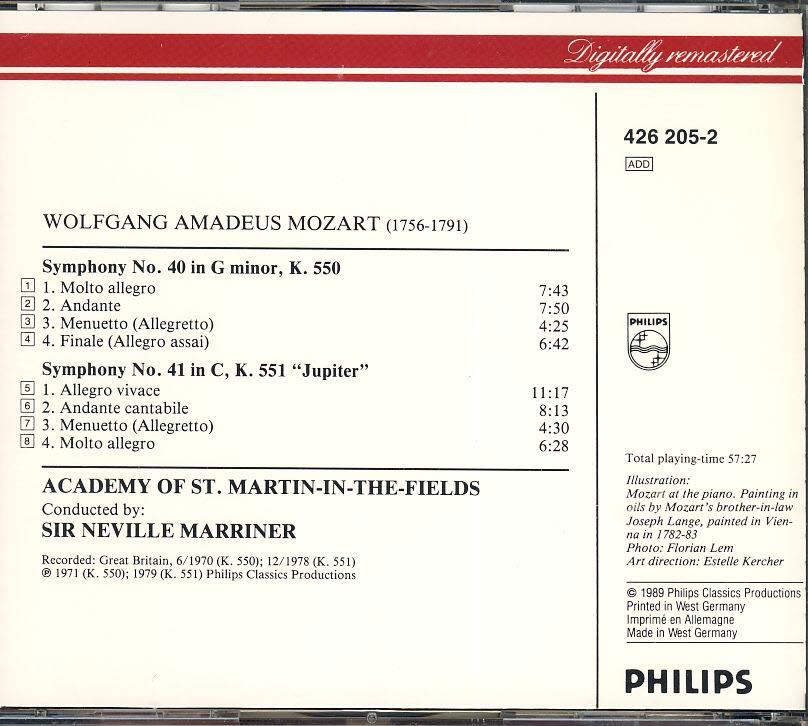 Digitally remastered
WOLFGANG AMADEUS MOZART (1756-1791)
Symphony No. 40 in G minor, K. 550
1 1. Molto allegro 7:43
2 2. Andante 7:50
3 3. Menuetto (Allegretto) 4:25
4 4. Finale (Allegro assai) 6:42
Symphony No. 41 in C, K. 551 “Jupiter”
5 1. Allegro vivace 11:17
6 2. Andante cantabile 8:13
7 3. Menuetto (Allegretto) 4:30
8 4. Molto allegro 6:28
ACADEMY OF ST. MARTIN-IN-THE-FIELDS
Conducted by:
SIR NEVILLE MARRINER
Recorded: Great Britain, 6/1970 (K. 550); 12/1978 (K. 551)
℗ 1971 (K. 550); 1979 (K. 551) Philips Classics Productions
426 205-2
ADD
PHILIPS
Total playing-time 57:27
Illustration:
Mozart at the piano. Painting in
oils by Mozart's brother-in-law
Joseph Lange, painted in Vien-
na in 1782-83
Photo: Florian Lem
Art direction: Estelle Kercher
© 1989 Philips Classics Productions
Printed in West Germany
Imprimé en Allemagne
Made in West Germany
PHILIPS